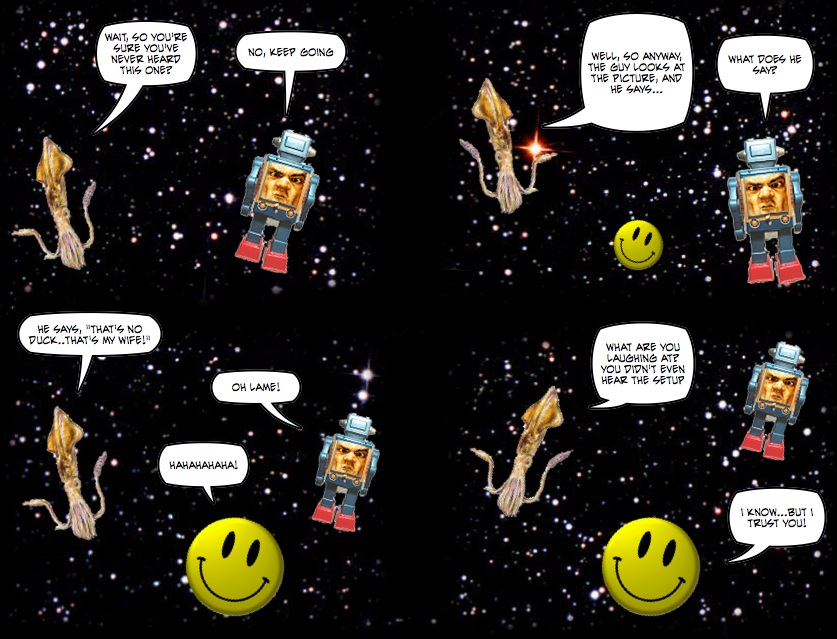 WAIT, SO YOU'RE
SURE YOU'VE
NEVER HEARD
THIS ONE?
NO, KEEP GOING
WELL, SO ANYWAY,
THE GUY LOOKS AT
THE PICTURE, AND
HE SAYS...
WHAT DOES HE
SAY?
HE SAYS, "THAT'S NO
DUCK..THAT'S MY WIFE!"
OH LAME!
HAHAHAHAHA!
WHAT ARE YOU
LAUGHING AT?
YOU DIDN'T EVEN
HEAR THE SETUP
I KNOW...BUT I
TRUST YOU!